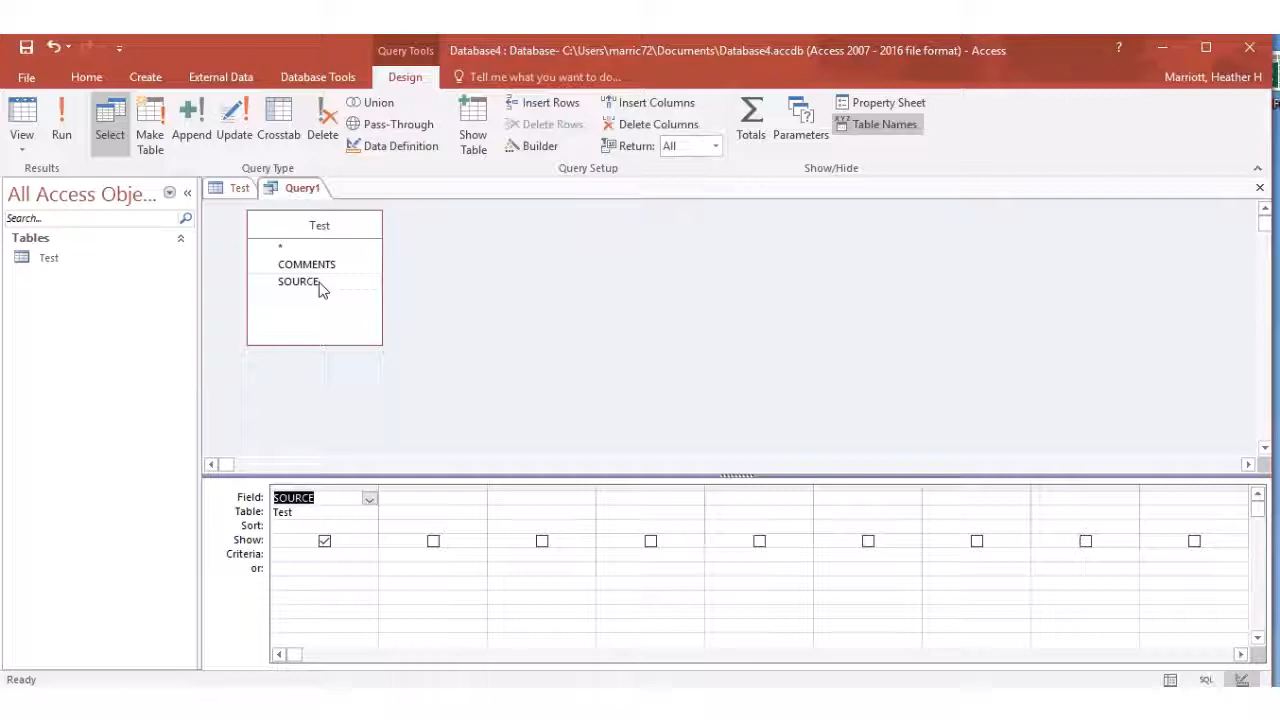 Query Tools
Database4 : Database- C:\Users\marric72\Documents\Database4.accdb (Access 2007 - 2016 file format) - Access
?
File
Home
Create
External Data
Database Tools
Design
Tell me what you want to do...
Marriott, Heather H
View
Run
Select
Make Table
Append
Update
Crosstab
Delete
Union
Pass-Through
Data Definition
Show Table
Insert Rows
Delete Rows
Builder
Insert Columns
Delete Columns
Return: All
Totals
Parameters
Property Sheet
XYZ Table Names
Results
Query Type
Query Setup
Show/Hide
All Access Obje...
Search...
Tables
Test
Test
Query1
Test
*
COMMENTS
SOURCE
Field: SOURCE
Table: Test
Sort:
Show:
Criteria:
or:
Ready
SQL